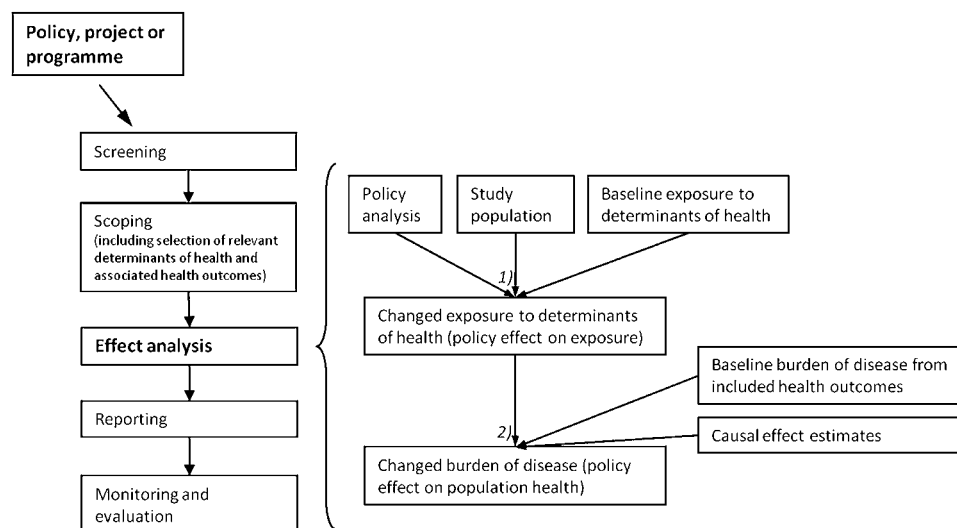 Policy, project or
programme
Screening
Scoping
(including selection of relevant
determinants of health and
associated health outcomes)
Effect analysis
Reporting
Monitoring and
evaluation
Policy
analysis
Study
population
Baseline exposure to
determinants of health
1)
Changed exposure to determinants
of health (policy effect on exposure)
Baseline burden of disease from
included health outcomes
2)
Causal effect estimates
Changed burden of disease (policy
effect on population health)